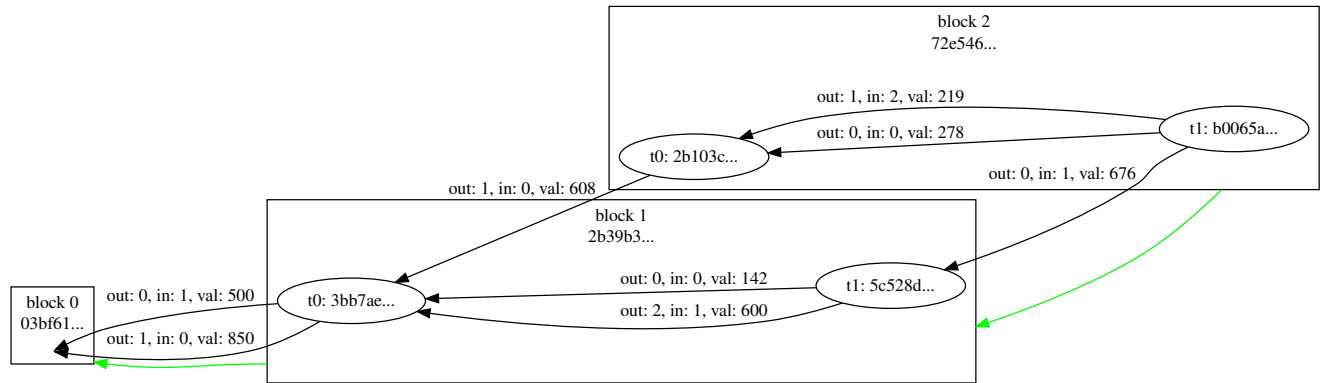 block 2
72e546...
out: 1, in: 2, val: 219
t1: b0065a...
out: 0, in: 0, val: 278
t0: 2b103c...
out: 0, in: 1, val: 676
out: 1, in: 0, val: 608
block 1
2b39b3...
out: 0, in: 0, val: 142
t1: 5c528d...
out: 0, in: 1, val: 500
t0: 3bb7ae...
out: 2, in: 1, val: 600
block 0
03bf61...
out: 1, in: 0, val: 850